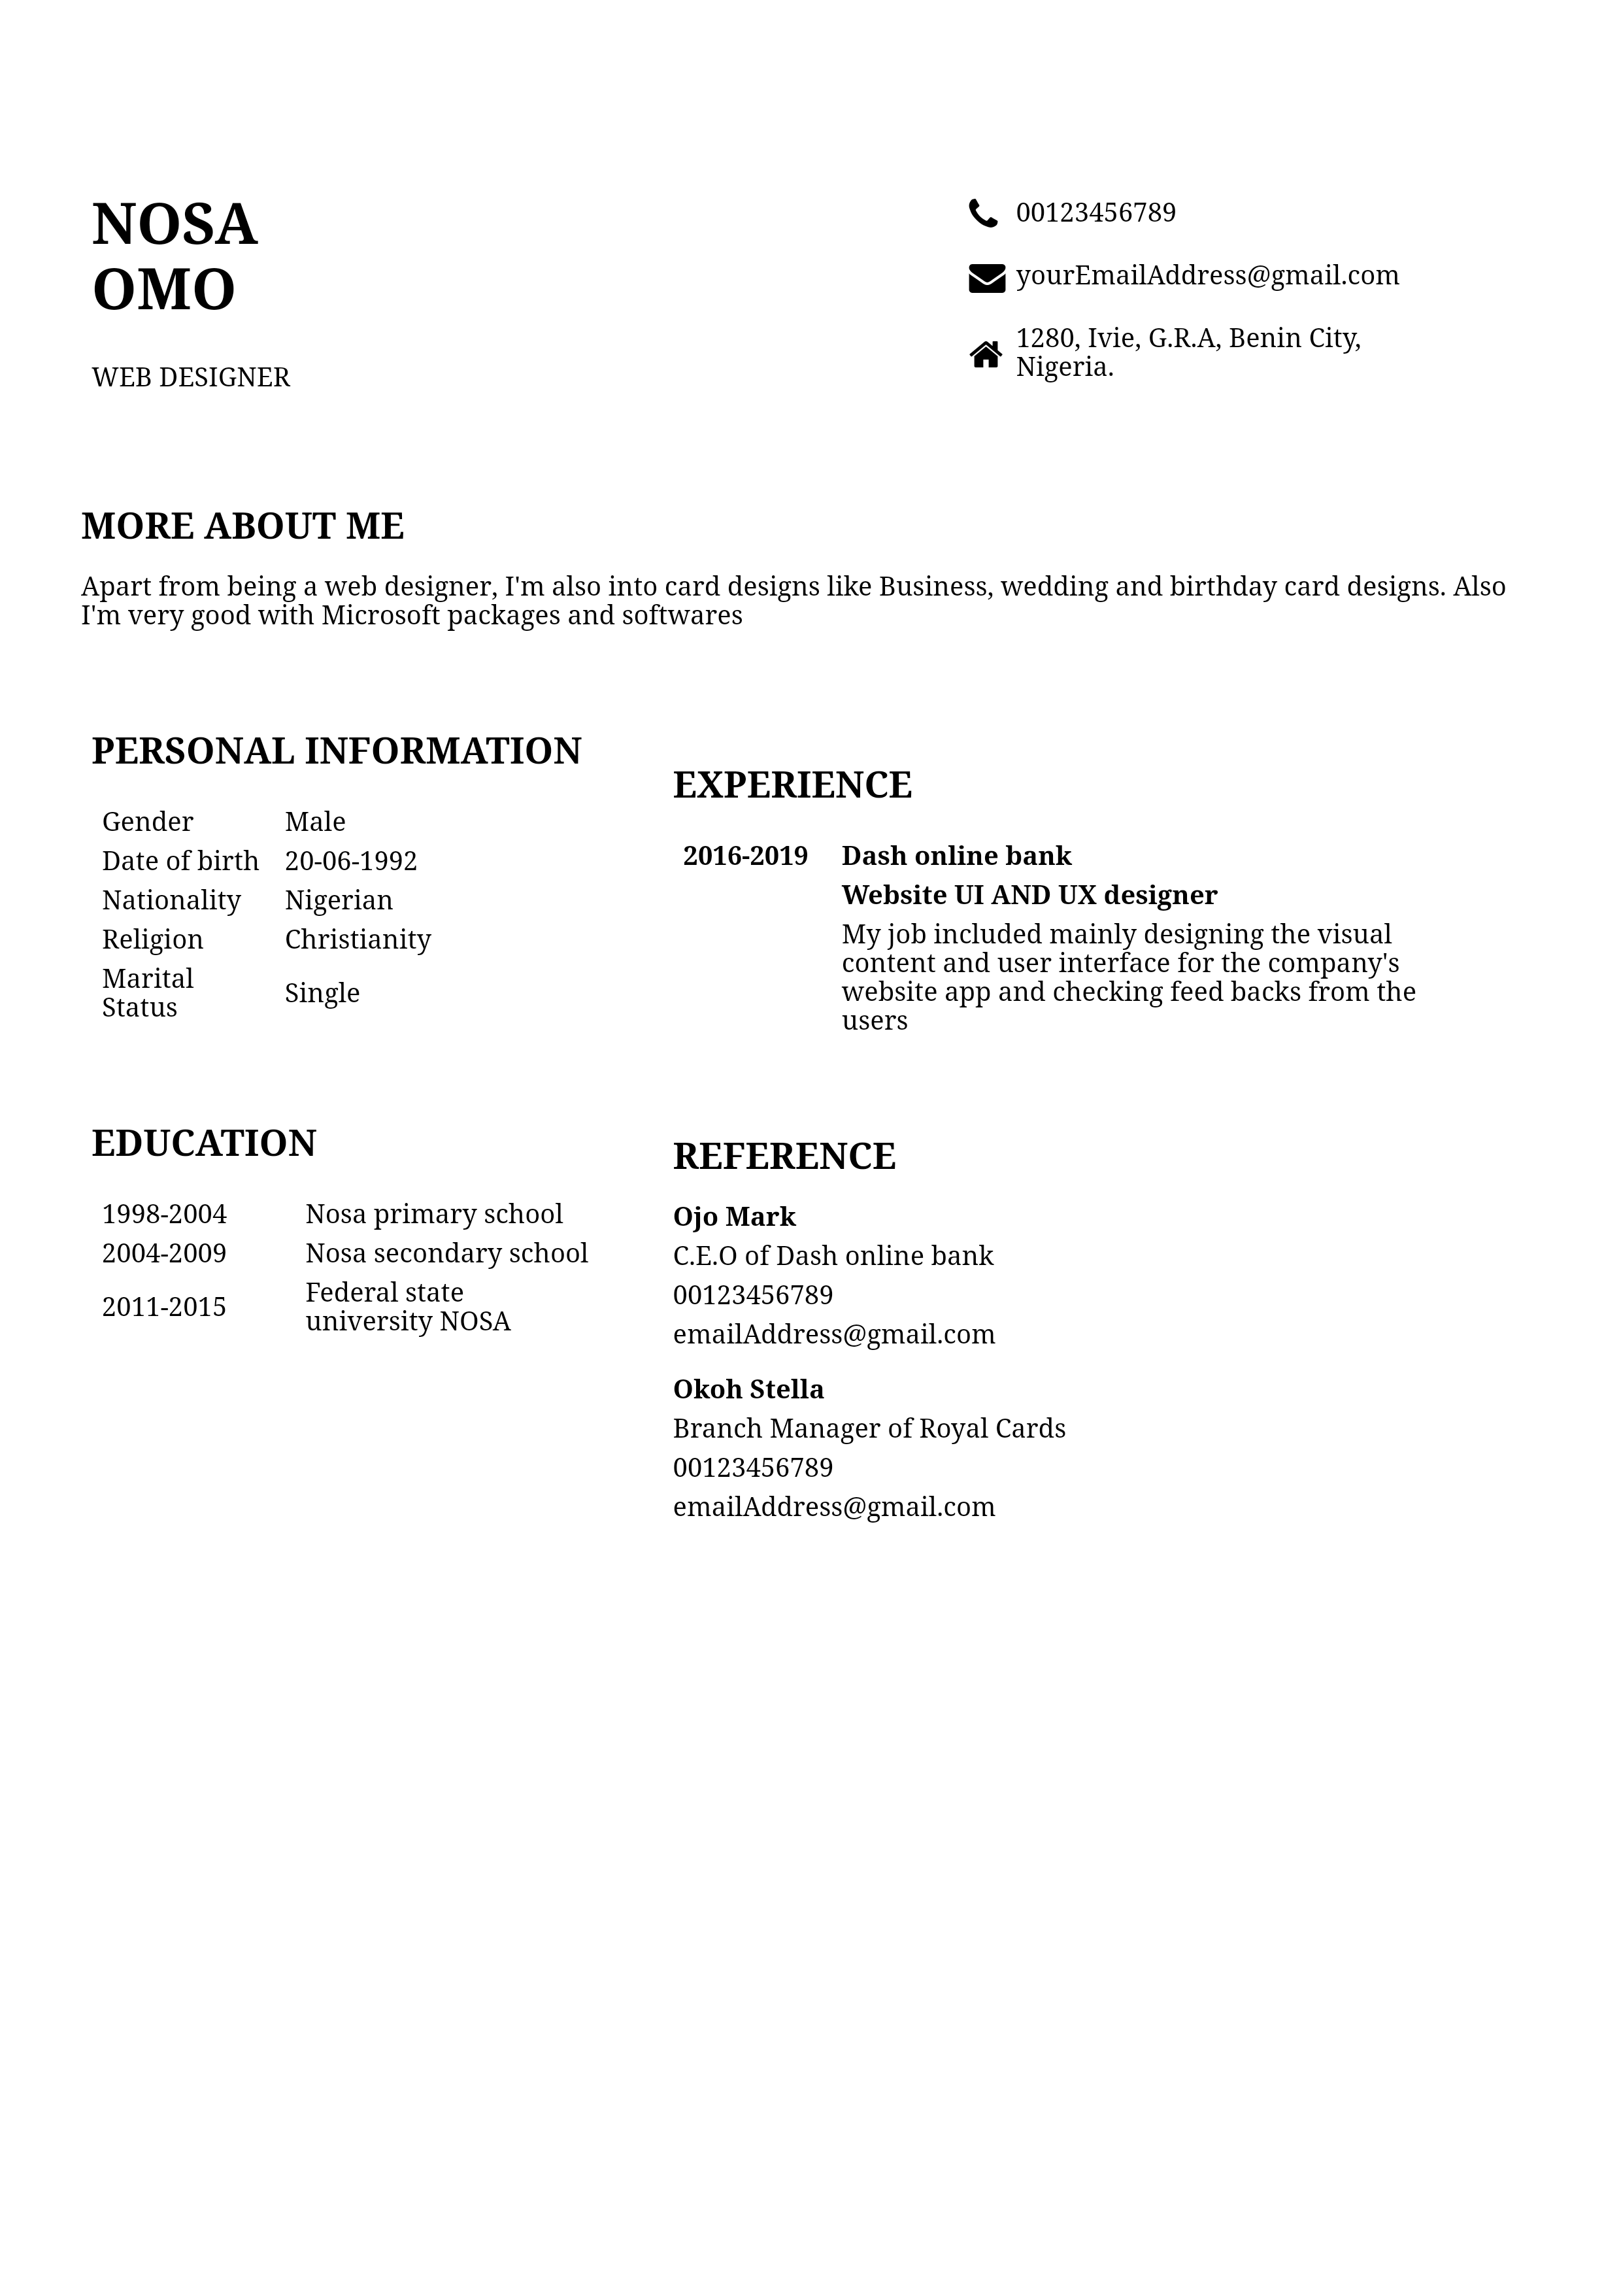 NOSA
OMO
WEB DESIGNER
00123456789
yourEmailAddress@gmail.com
1280, Ivie, G.R.A, Benin City,
Nigeria.
MORE ABOUT ME
Apart from being a web designer, I'm also into card designs like Business, wedding and birthday card designs. Also
I'm very good with Microsoft packages and softwares
PERSONAL INFORMATION
Gender Male
Date of birth 20-06-1992
Nationality Nigerian
Religion Christianity
Marital
Status Single
EXPERIENCE
2016-2019 Dash online bank
Website UI AND UX designer
My job included mainly designing the visual
content and user interface for the company's
website app and checking feed backs from the
users
EDUCATION
1998-2004 Nosa primary school
2004-2009 Nosa secondary school
2011-2015 Federal state
university NOSA
REFERENCE
Ojo Mark
C.E.O of Dash online bank
00123456789
emailAddress@gmail.com
Okoh Stella
Branch Manager of Royal Cards
00123456789
emailAddress@gmail.com